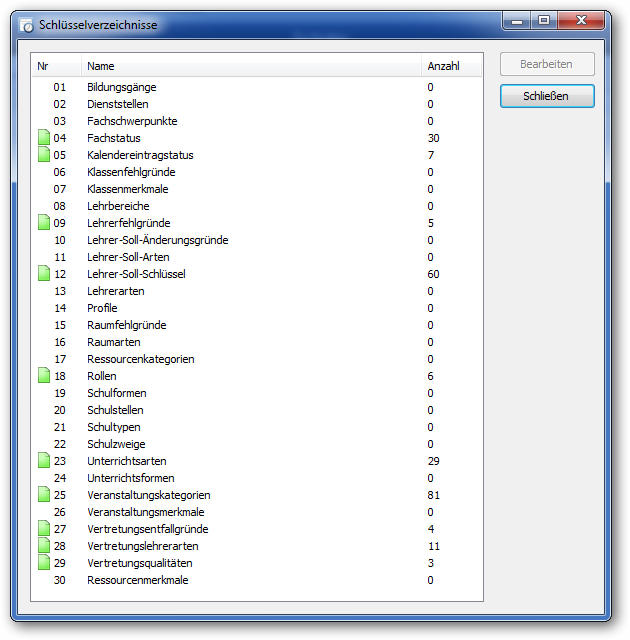 Schlüsselverzeichnisse
Nr Name Anzahl
Bearbeiten
01 Bildungsgänge 0
Schließen
02 Dienststellen 0
03 Fachschwerpunkte 0
04 Fachstatus 30
05 Kalendereintragstatus 7
06 Klassenfehlgründe 0
07 Klassenmerkmale 0
08 Lehrbereiche 0
09 Lehrerfehlgründe 5
10 Lehrer-Soll-Änderungsgründe 0
11 Lehrer-Soll-Arten 0
12 Lehrer-Soll-Schlüssel 60
13 Lehrerarten 0
14 Profile 0
15 Raumfehlgründe 0
16 Raumarten 0
17 Ressourcenkategorien 0
18 Rollen 6
19 Schulformen 0
20 Schulstellen 0
21 Schultypen 0
22 Schulzweige 0
23 Unterrichtsarten 29
24 Unterrichtsformen 0
25 Veranstaltungskategorien 81
26 Veranstaltungsmerkmale 0
27 Vertretungsentfallgründe 4
28 Vertretungslehrerarten 11
29 Vertretungsqualitäten 3
30 Ressourcenmerkmale 0